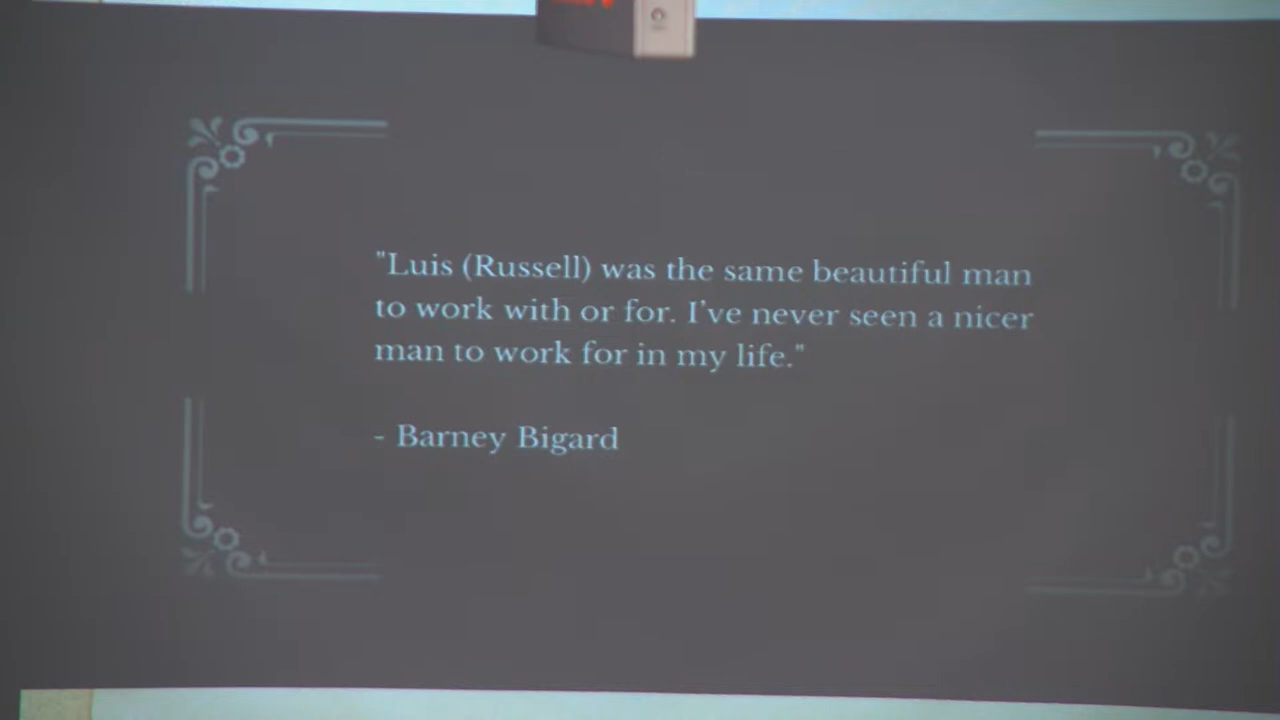 "Luis (Russell) was the same beautiful man
to work with or for. I've never seen a nicer
man to work for in my life."
- Barney Bigard